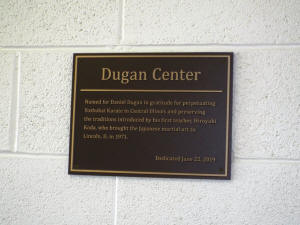 Dugan Center
Named for Daniel Dugan in gratitude for perpetuating
Yoshukai Karate in Central Illinois and preserving
the traditions introduced by his first teacher, Hiroyuki
Koda, who brought the Japanese martial art to
Lincoln, IL in 1971.
Dedicated June 22, 2019